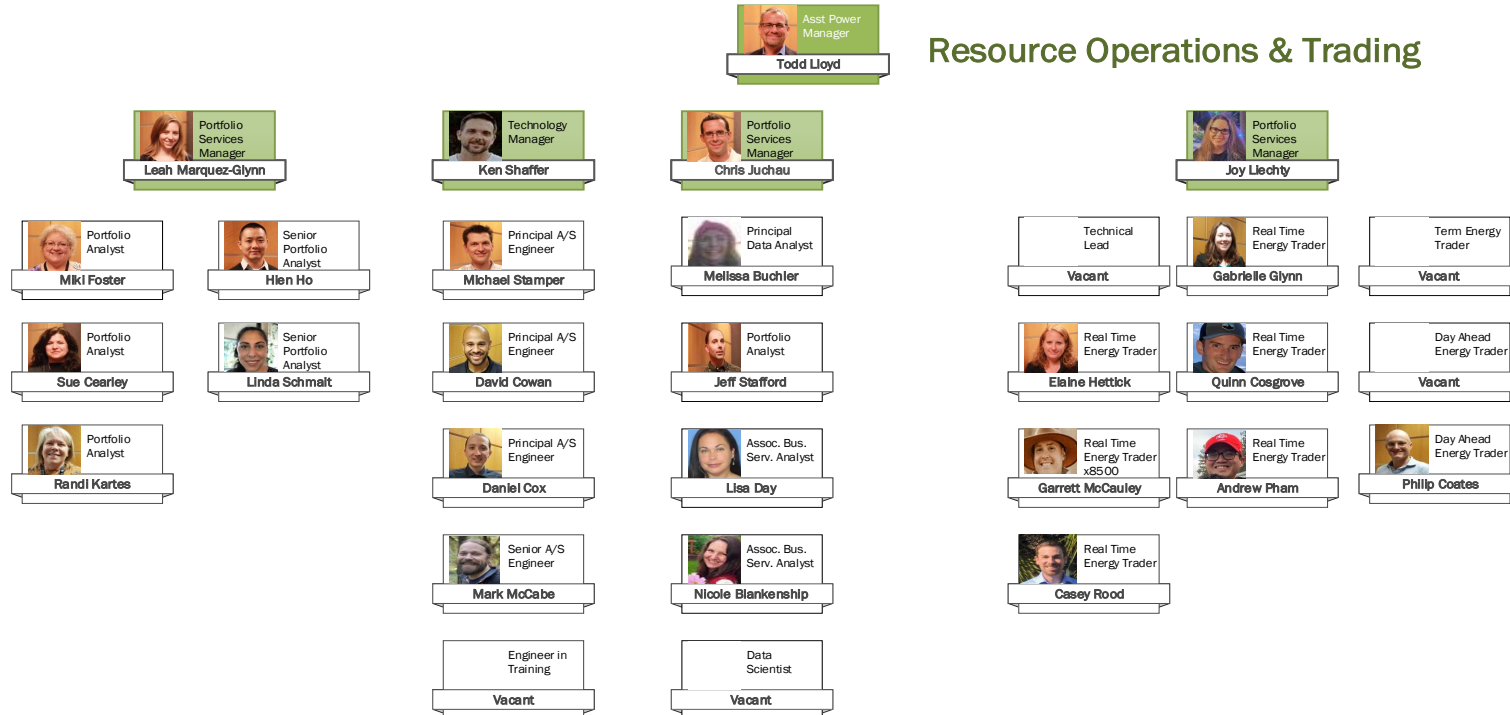 Asst Power
Manager
Todd Lloyd
Resource Operations & Trading
Portfolio
Services
Manager
Leah Marquez-Glynn
Technology
Manager
Ken Shaffer
Portfolio
Services
Manager
Chris Juchau
Portfolio
Services
Manager
Joy Liechty
Portfolio
Analyst
Miki Foster
Senior
Portfolio
Analyst
Hien Ho
Principal A/S
Engineer
Michael Stamper
Principal
Data Analyst
Melissa Buchler
Technical
Lead
Vacant
Real Time
Energy Trader
Gabrielle Glynn
Term Energy
Trader
Vacant
Portfolio
Analyst
Sue Cearley
Senior
Portfolio
Analyst
Linda Schmalt
Principal A/S
Engineer
David Cowan
Portfolio
Analyst
Jeff Stafford
Real Time
Energy Trader
Elaine Hettick
Real Time
Energy Trader
Quinn Cosgrove
Day Ahead
Energy Trader
Vacant
Portfolio
Analyst
Randi Kartes
Principal A/S
Engineer
Daniel Cox
Assoc. Bus.
Serv. Analyst
Lisa Day
Real Time
Energy Trader
x8500
Garrett McCauley
Real Time
Energy Trader
Andrew Pham
Day Ahead
Energy Trader
Philip Coates
Senior A/S
Engineer
Mark McCabe
Assoc. Bus.
Serv. Analyst
Nicole Blankenship
Real Time
Energy Trader
Casey Rood
Engineer in
Training
Vacant
Data
Scientist
Vacant